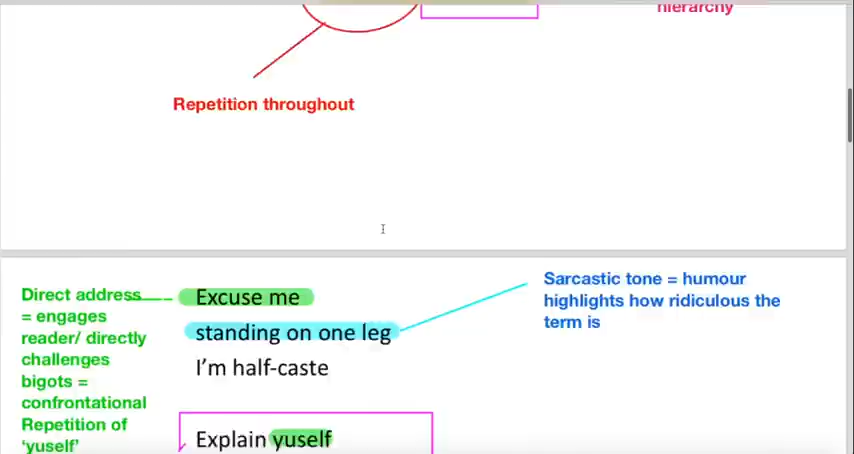 hierarchy
Repetition throughout
Direct address
= engages
reader/ directly
challenges
bigots =
confrontational
Repetition of
‘yuself’
Excuse me
standing on one leg
I’m half-caste
Explain yuself
Sarcastic tone = humour
highlights how ridiculous the
term is